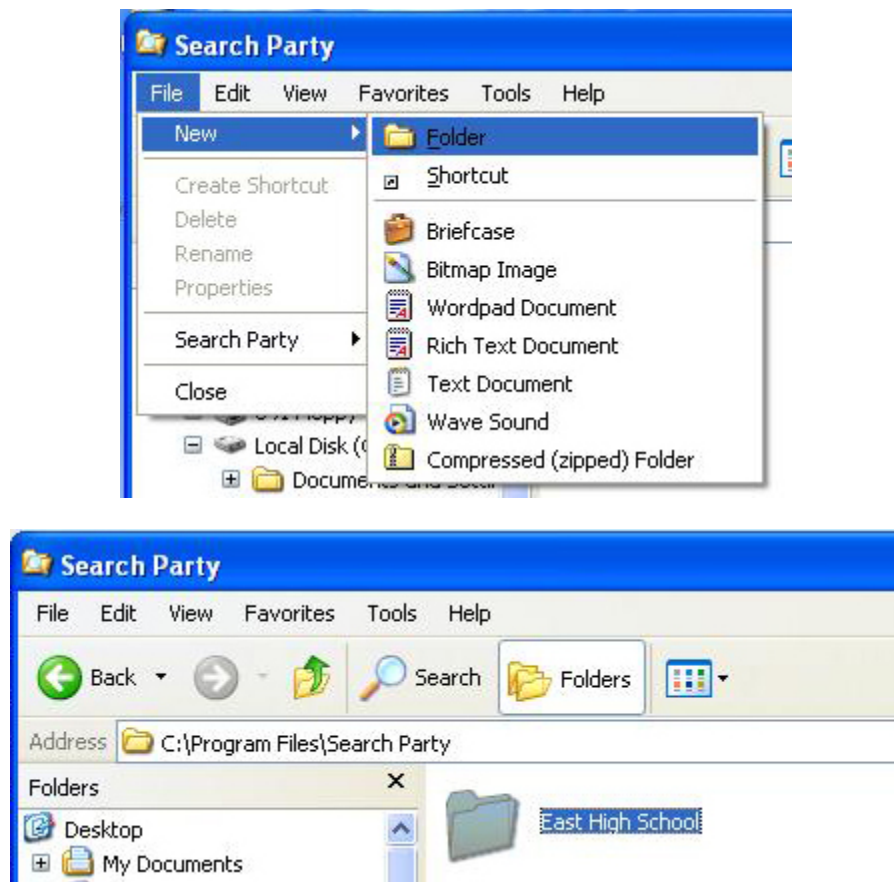 Search Party
File Edit View Favorites Tools Help
New
Create Shortcut
Delete
Rename
Properties
Search Party
Close
Folder
Shortcut
Briefcase
Bitmap Image
Wordpad Document
Rich Text Document
Text Document
Wave Sound
Compressed (zipped) Folder
Local Disk (
Documents and
Search Party
File Edit View Favorites Tools Help
Back Search Folders
Address C:\Program Files\Search Party
Folders X
Desktop
My Documents
East High School